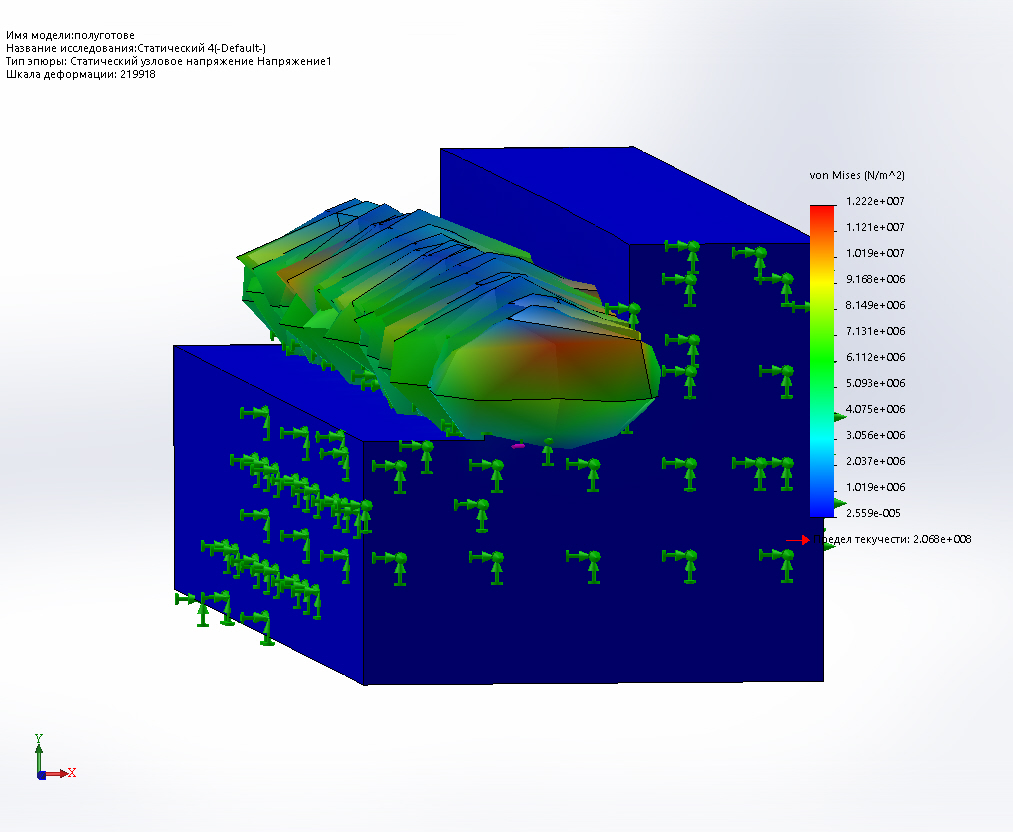 Имя модели:полуготове
Название исследования:Статический 4(-Default-)
Тип эпюры: Статический узловое напряжение Напряжение1
Шкала деформации: 219918
von Mises (N/m^2)
1.222e+007
1.121e+007
1.019e+007
9.168e+006
8.149e+006
7.131e+006
6.112e+006
5.093e+006
4.075e+006
3.056e+006
2.037e+006
1.019e+006
2.559e-005
редел текучести: 2.068e+008
Y
X